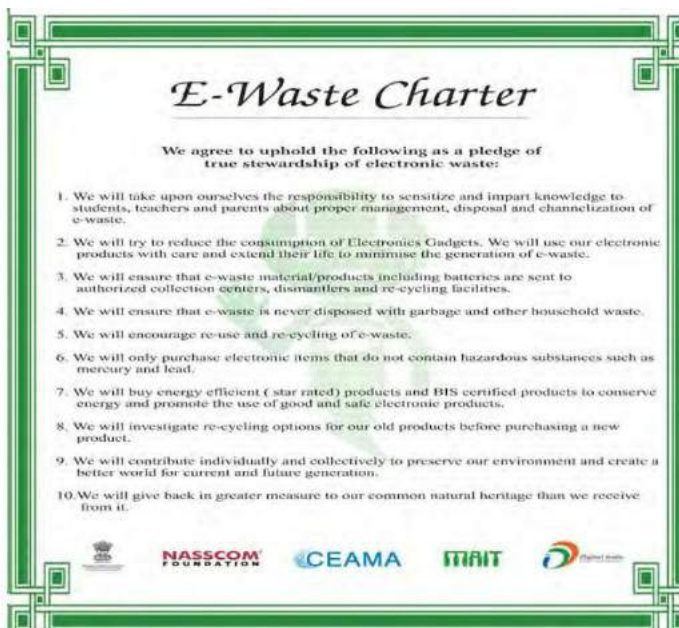 E-Waste Charter
We agree to uphold the following as a pledge of
true stewardship of electronic waste:
1. We will take upon ourselves the responsibility to sensitize and impart knowledge to
students, teachers and parents about proper management, disposal and channelization of
e-waste.
2. We will try to reduce the consumption of Electronics Gadgets. We will use our electronic
products with care and extend their life to minimise the generation of e-waste.
3. We will ensure that e-waste material/products including batteries are sent to
authorized collection centers, dismantlers and re-cycling facilities.
4. We will ensure that e-waste is never disposed with garbage and other household waste.
5. We will encourage re-use and re-cycling of e-waste.
6. We will only purchase electronic items that do not contain hazardous substances such as
mercury and lead.
7. We will buy energy efficient ( star rated) products and BIS certified products to conserve
energy and promote the use of good and safe electronic products.
8. We will investigate re-cycling options for our old products before purchasing a new
product.
9. We will contribute individually and collectively to preserve our environment and create a
better world for current and future generation.
10. We will give back in greater measure to our common natural heritage than we receive
from it.
NASSCOM FOUNDATION CEAMA MAIT Digital India